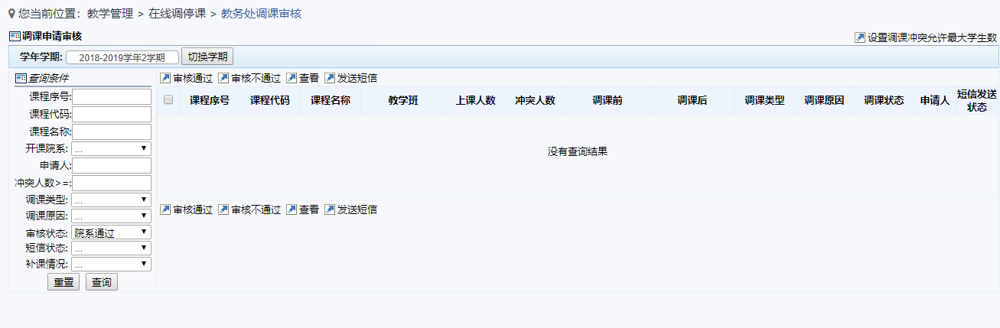 您当前位置：教学管理 > 在线调停课 > 教务处调课审核
调课申请审核
设置调课冲突允许最大学生数
学年学期: 2018-2019学年2学期 切换学期
查询条件
课程序号:
课程代码:
课程名称:
开课院系: ...
申请人:
冲突人数>=:
调课类型: ...
调课原因: ...
审核状态: 院系通过
短信状态: ...
补课情况: ...
重置 查询
审核通过 审核不通过 查看 发送短信
课程序号 课程代码 课程名称 教学班 上课人数 冲突人数 调课前 调课后 调课类型 调课原因 调课状态 申请人 短信发送
状态
没有查询结果
审核通过 审核不通过 查看 发送短信